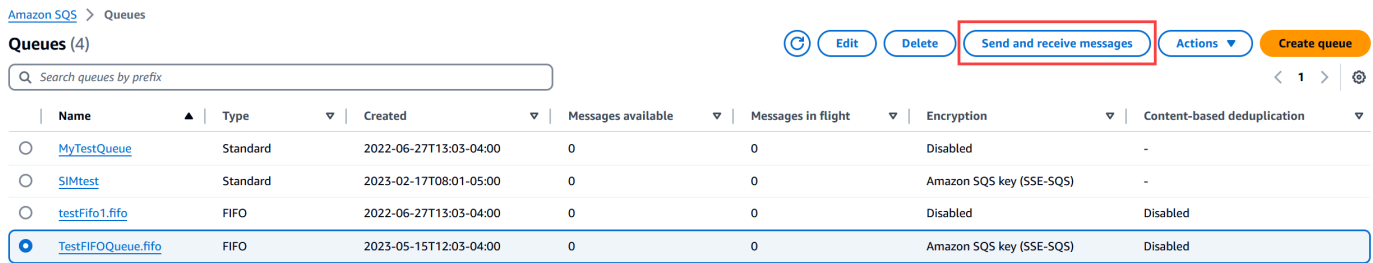 Amazon SQS > Queues
Queues (4) Edit Delete Send and receive messages Actions ▼ Create queue
Search queues by prefix < 1 >
Name ▲ Type ▽ Created ▽ Messages available ▽ Messages in flight ▽ Encryption ▽ Content-based deduplication ▽
MyTestQueue Standard 2022-06-27T13:03-04:00 0 0 Disabled -
SIMtest Standard 2023-02-17T08:01-05:00 0 0 Amazon SQS key (SSE-SQS) -
testFifo1.fifo FIFO 2022-06-27T13:03-04:00 0 0 Disabled Disabled
TestFIFOQueue.fifo FIFO 2023-05-15T12:03-04:00 0 0 Amazon SQS key (SSE-SQS) Disabled